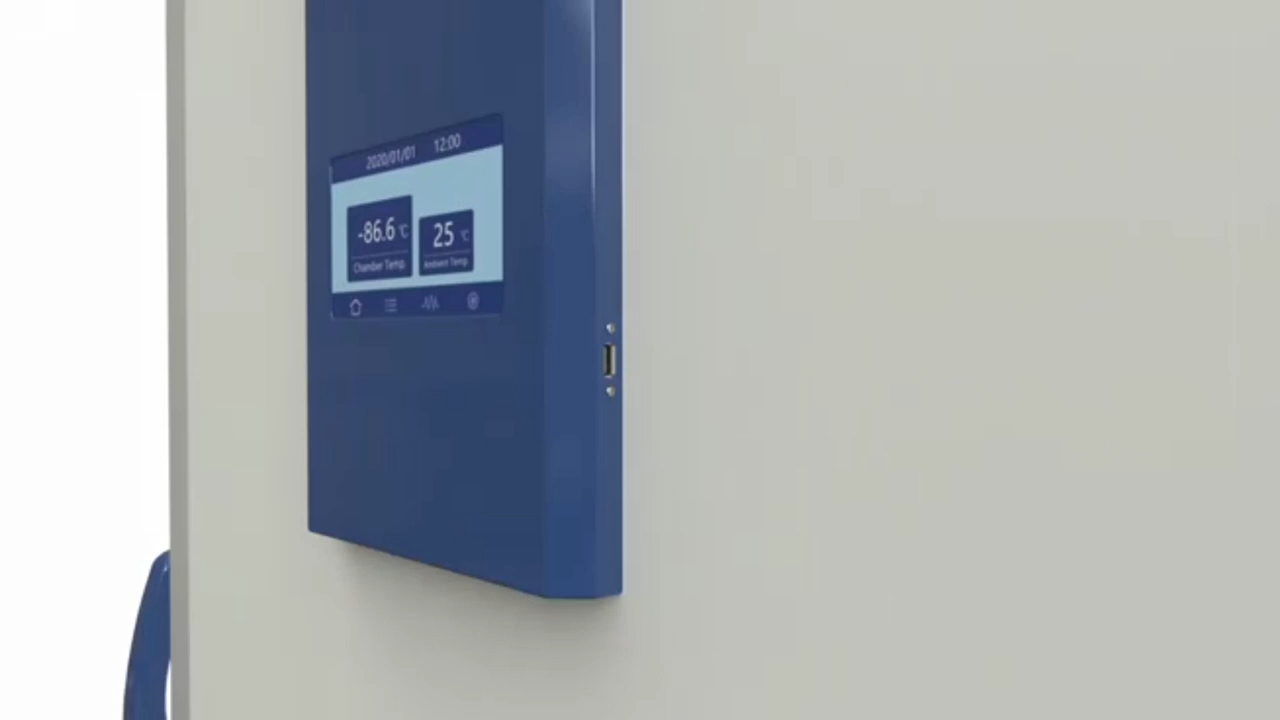 2020/01/01 12:00
-86.6 ℃ 25 ℃
Chamber Temp. Ambient Temp.